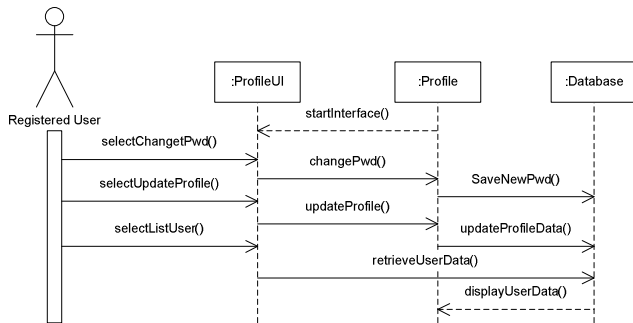 :ProfileUI
:Profile
:Database
Registered User
startInterface()
selectChangetPwd()
changePwd()
selectUpdateProfile()
SaveNewPwd()
updateProfile()
selectListUser()
updateProfileData()
retrieveUserData()
displayUserData()